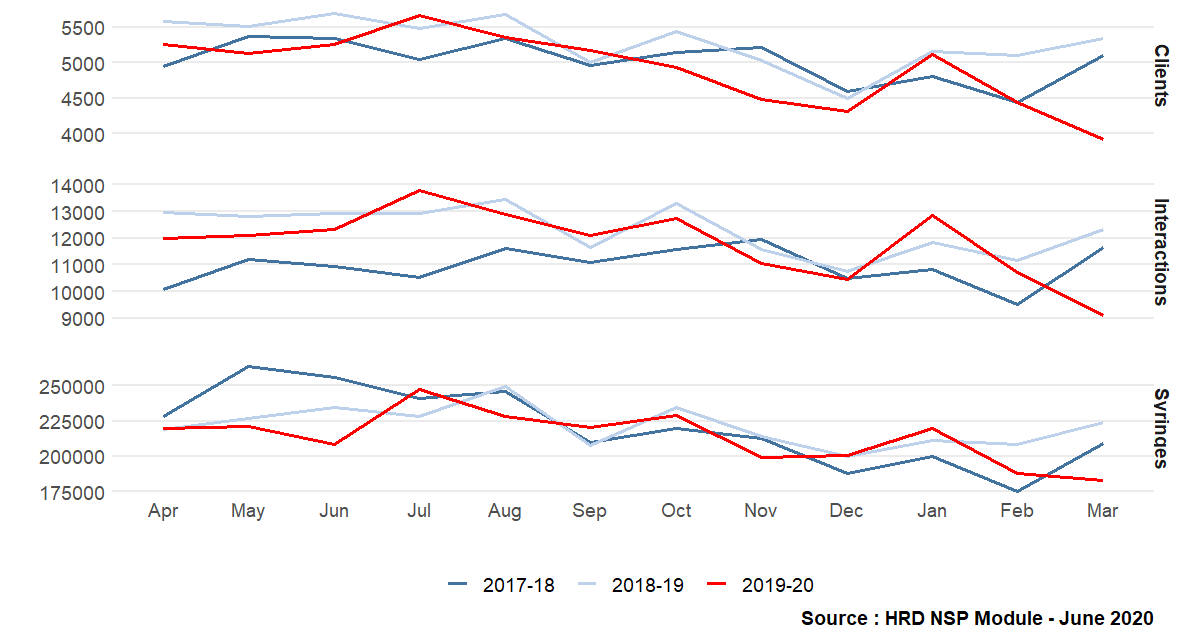 5500
5000
4500
4000
Clients
14000
13000
12000
11000
10000
9000
Interactions
250000
225000
200000
175000
Syringes
Apr May Jun Jul Aug Sep Oct Nov Dec Jan Feb Mar
2017-18 2018-19 2019-20
Source : HRD NSP Module - June 2020